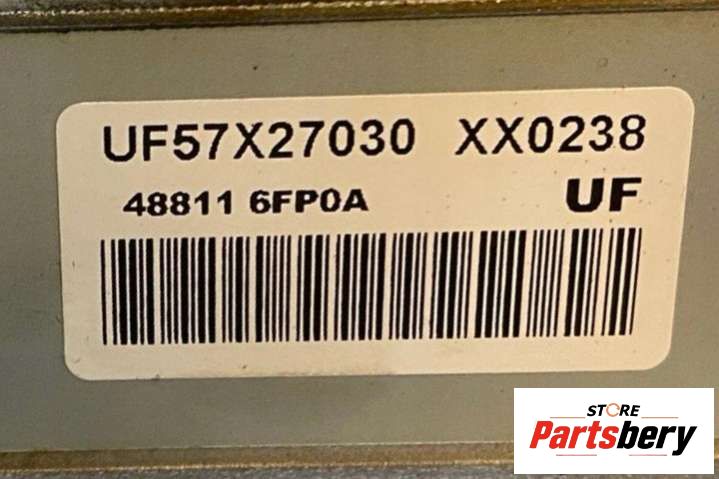 UF57X27030 XX0238
48811 6FP0A UF
STORE
Partsbery